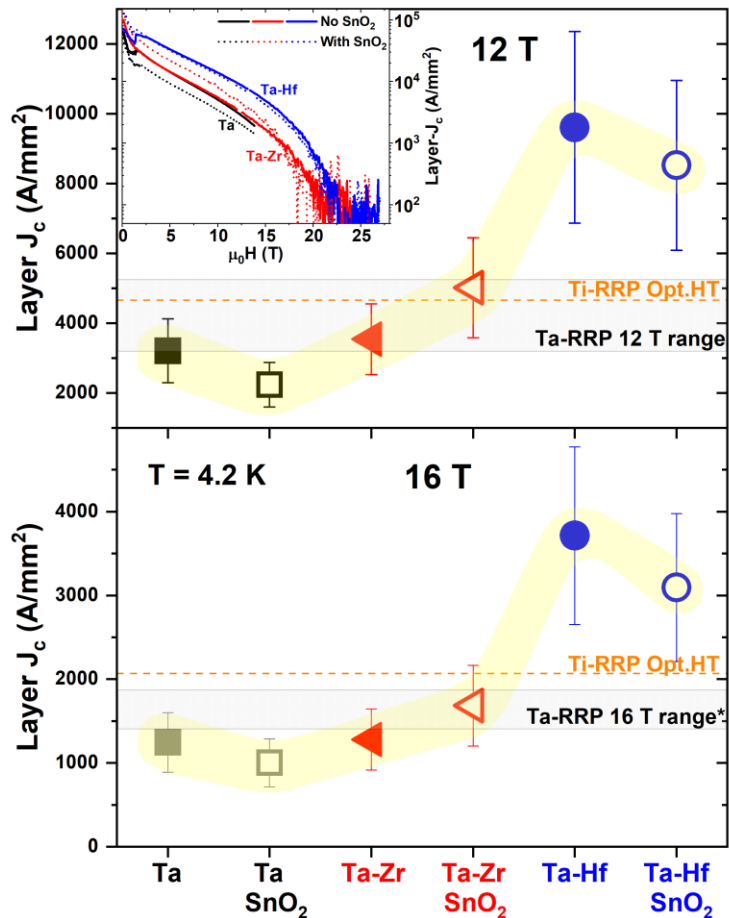 12000
10000
8000
6000
4000
2000
Layer J_c (A/mm²)
12 T
No SnO₂
With SnO₂
Ta-Hf
Ta
Ta-Zr
10⁵
10⁴
10³
10²
Layer-J_c (A/mm²)
0 5 10 15 20 25
μ₀H (T)
Ti-RRP Opt.HT
Ta-RRP 12 T range
T = 4.2 K
16 T
4000
3000
2000
1000
0
Layer J_c (A/mm²)
Ti-RRP Opt.HT
Ta-RRP 16 T range*
Ta Ta Ta-Zr Ta-Zr Ta-Hf Ta-Hf
SnO₂ SnO₂ SnO₂